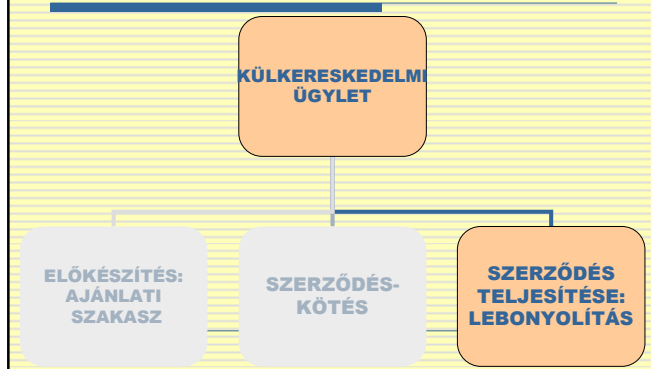 KÜLKERESKEDELMI
ÜGYLET
ELŐKÉSZÍTÉS:
AJÁNLATI
SZAKASZ
SZERZŐDÉS-
KÖTÉS
SZERZŐDÉS
TELJESÍTÉSE:
LEBONYOLÍTÁS